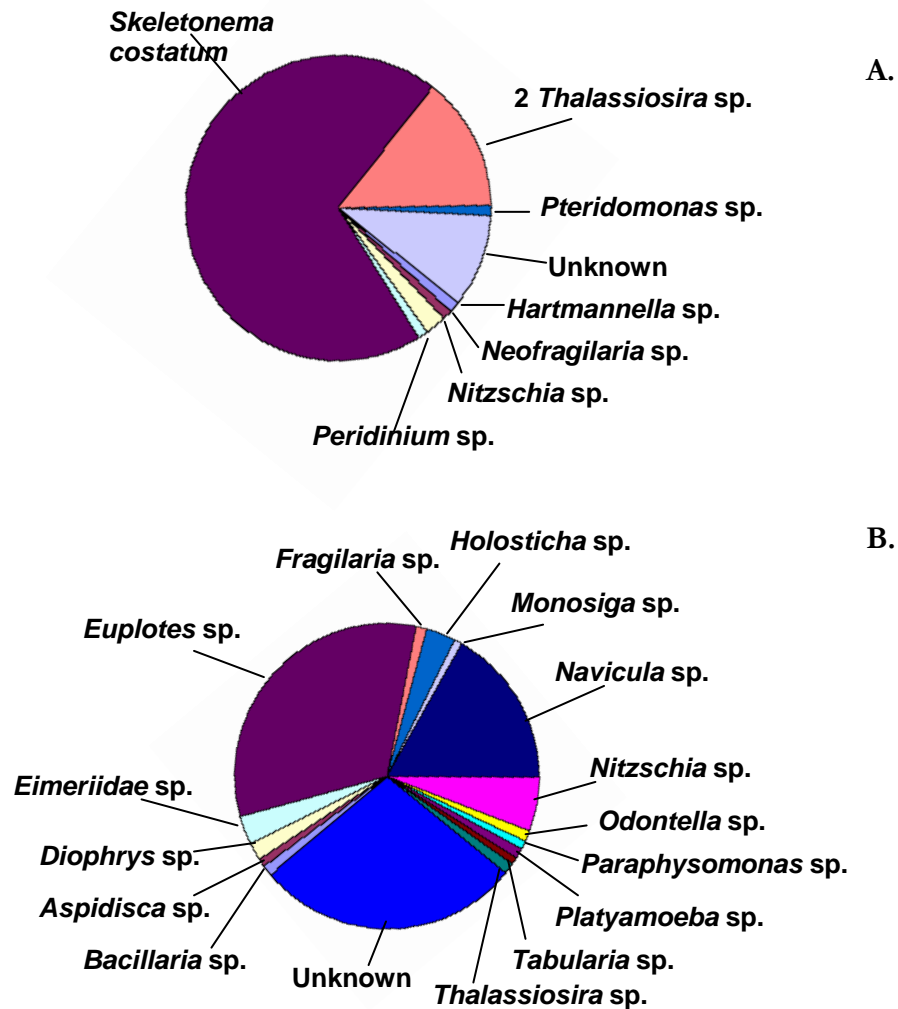 Skeletonema
costatum
A.
2 Thalassiosira sp.
Pteridomonas sp.
Unknown
Hartmannella sp.
Neofragilaria sp.
Nitzschia sp.
Peridinium sp.
B.
Holosticha sp.
Fragilaria sp.
Monosiga sp.
Euplotes sp.
Navicula sp.
Nitzschia sp.
Eimeriidae sp.
Odontella sp.
Diophrys sp.
Paraphysomonas sp.
Aspidisca sp.
Platyamoeba sp.
Bacillaria sp.
Tabularia sp.
Unknown
Thalassiosira sp.